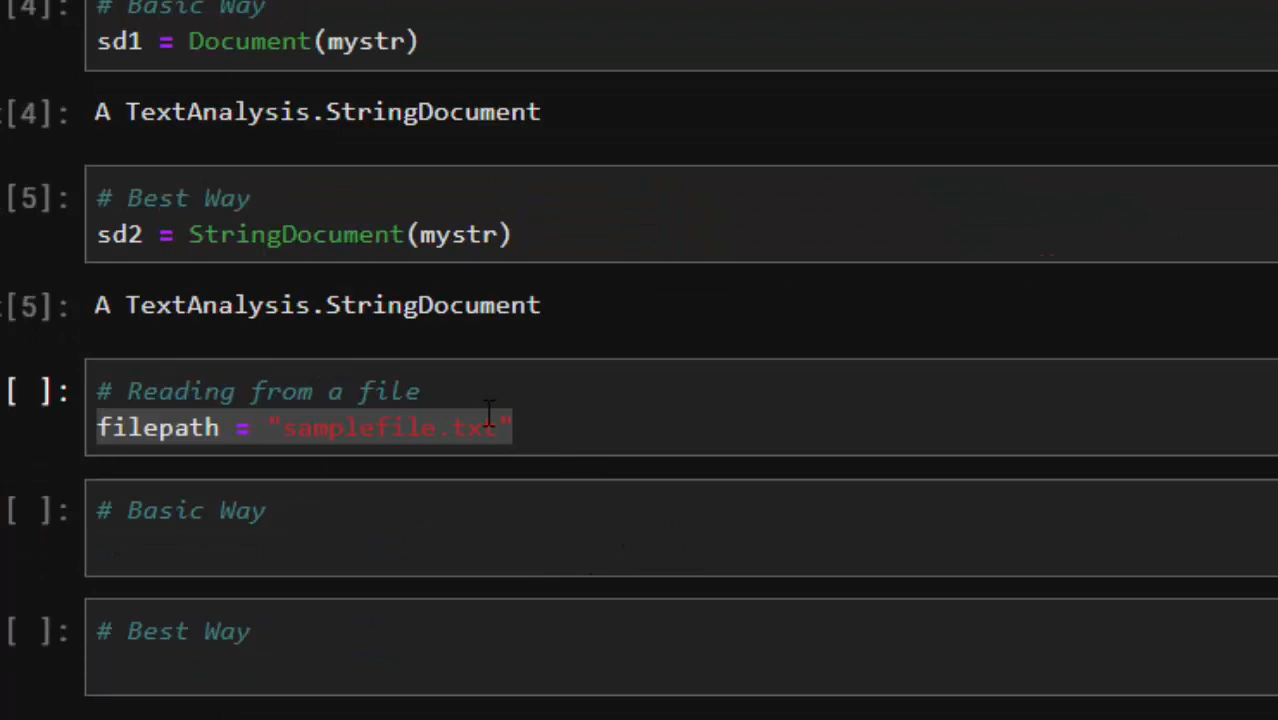 [4]: # Basic Way
sd1 = Document(mystr)
[4]: A TextAnalysis.StringDocument
[5]: # Best Way
sd2 = StringDocument(mystr)
[5]: A TextAnalysis.StringDocument
[ ]: # Reading from a file
filepath = "samplefile.txt"
[ ]: # Basic Way
[ ]: # Best Way